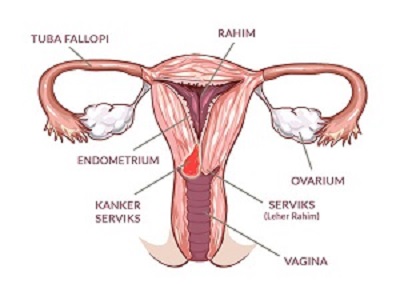 TUBA FALLOPI
RAHIM
ENDOMETRIUM
OVARIUM
KANKER
SERVIKS
SERVIKS
(Leher Rahim)
VAGINA